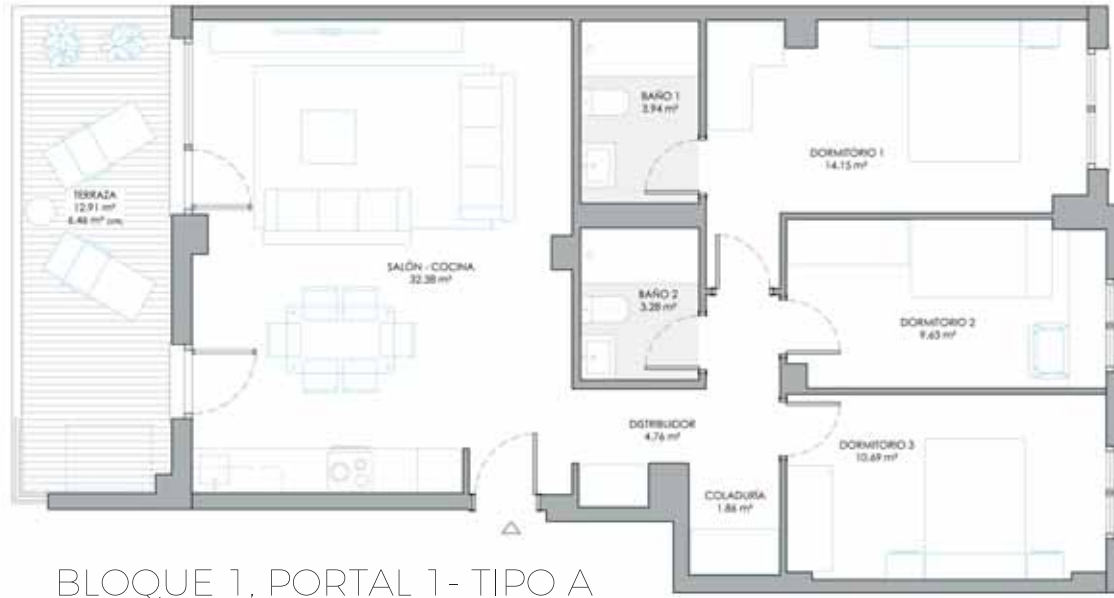 BAÑO 1
3.94 m²
DORMITORIO 1
14.15 m²
TERRAZA
12.91 m²
6.46 m²
SALÓN - COCINA
32.38 m²
BAÑO 2
3.28 m²
DORMITORIO 2
9.63 m²
DISTRIBUIDOR
4.76 m²
DORMITORIO 3
10.69 m²
COLADURÍA
1.86 m²
BLOQUE 1, PORTAL 1 - TIPO A